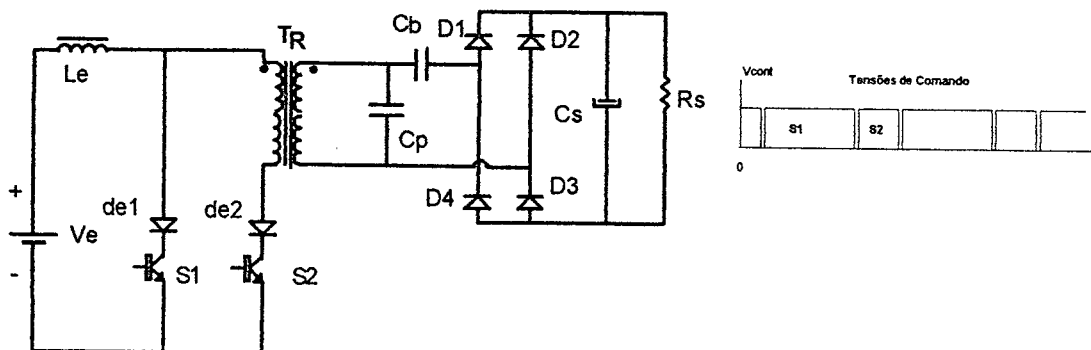 TR
Cb
D1
D2
Le
Cp
Cs
Rs
+
Ve
-
de1
de2
D4
D3
S1
S2
Vcont
Tensões de Comando
S1
S2
0